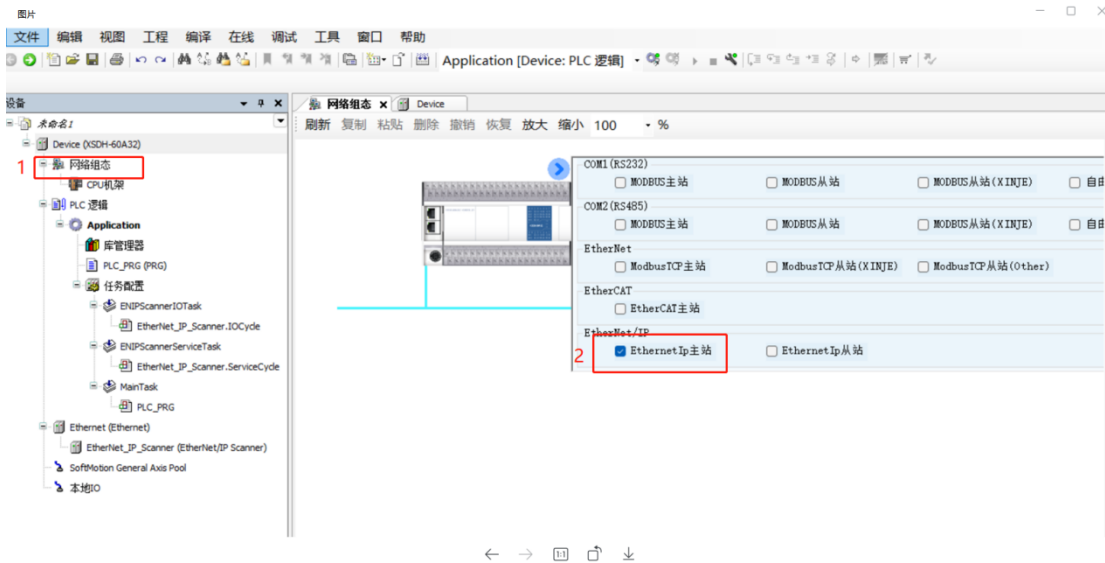 图片
文件 编辑 视图 工程 编译 在线 调试 工具 窗口 帮助
Application [Device: PLC 逻辑]
设备
网络组态 Device
未命名1
刷新 复制 粘贴 删除 撤销 恢复 放大 缩小 100 %
Device (XSDH-60A32)
1 网络组态
CPU机架
PLC 逻辑
Application
库管理器
PLC_PRG (PRG)
任务配置
ENIPScannerIOTask
EtherNet_IP_Scanner.IOCycle
ENIPScannerServiceTask
EtherNet_IP_Scanner.ServiceCycle
MainTask
PLC_PRG
Ethernet (Ethernet)
EtherNet_IP_Scanner (EtherNet/IP Scanner)
SoftMotion General Axis Pool
本地IO
COM1(RS232)
MODBUS主站 MODBUS从站 MODBUS从站(XINJE) 自由
COM2(RS485)
MODBUS主站 MODBUS从站 MODBUS从站(XINJE) 自由
EtherNet
ModbusTCP主站 ModbusTCP从站(XINJE) ModbusTCP从站(Other)
EtherCAT
EtherCAT主站
EtherNet/IP
2 EthernetIp主站 EthernetIp从站
1:1